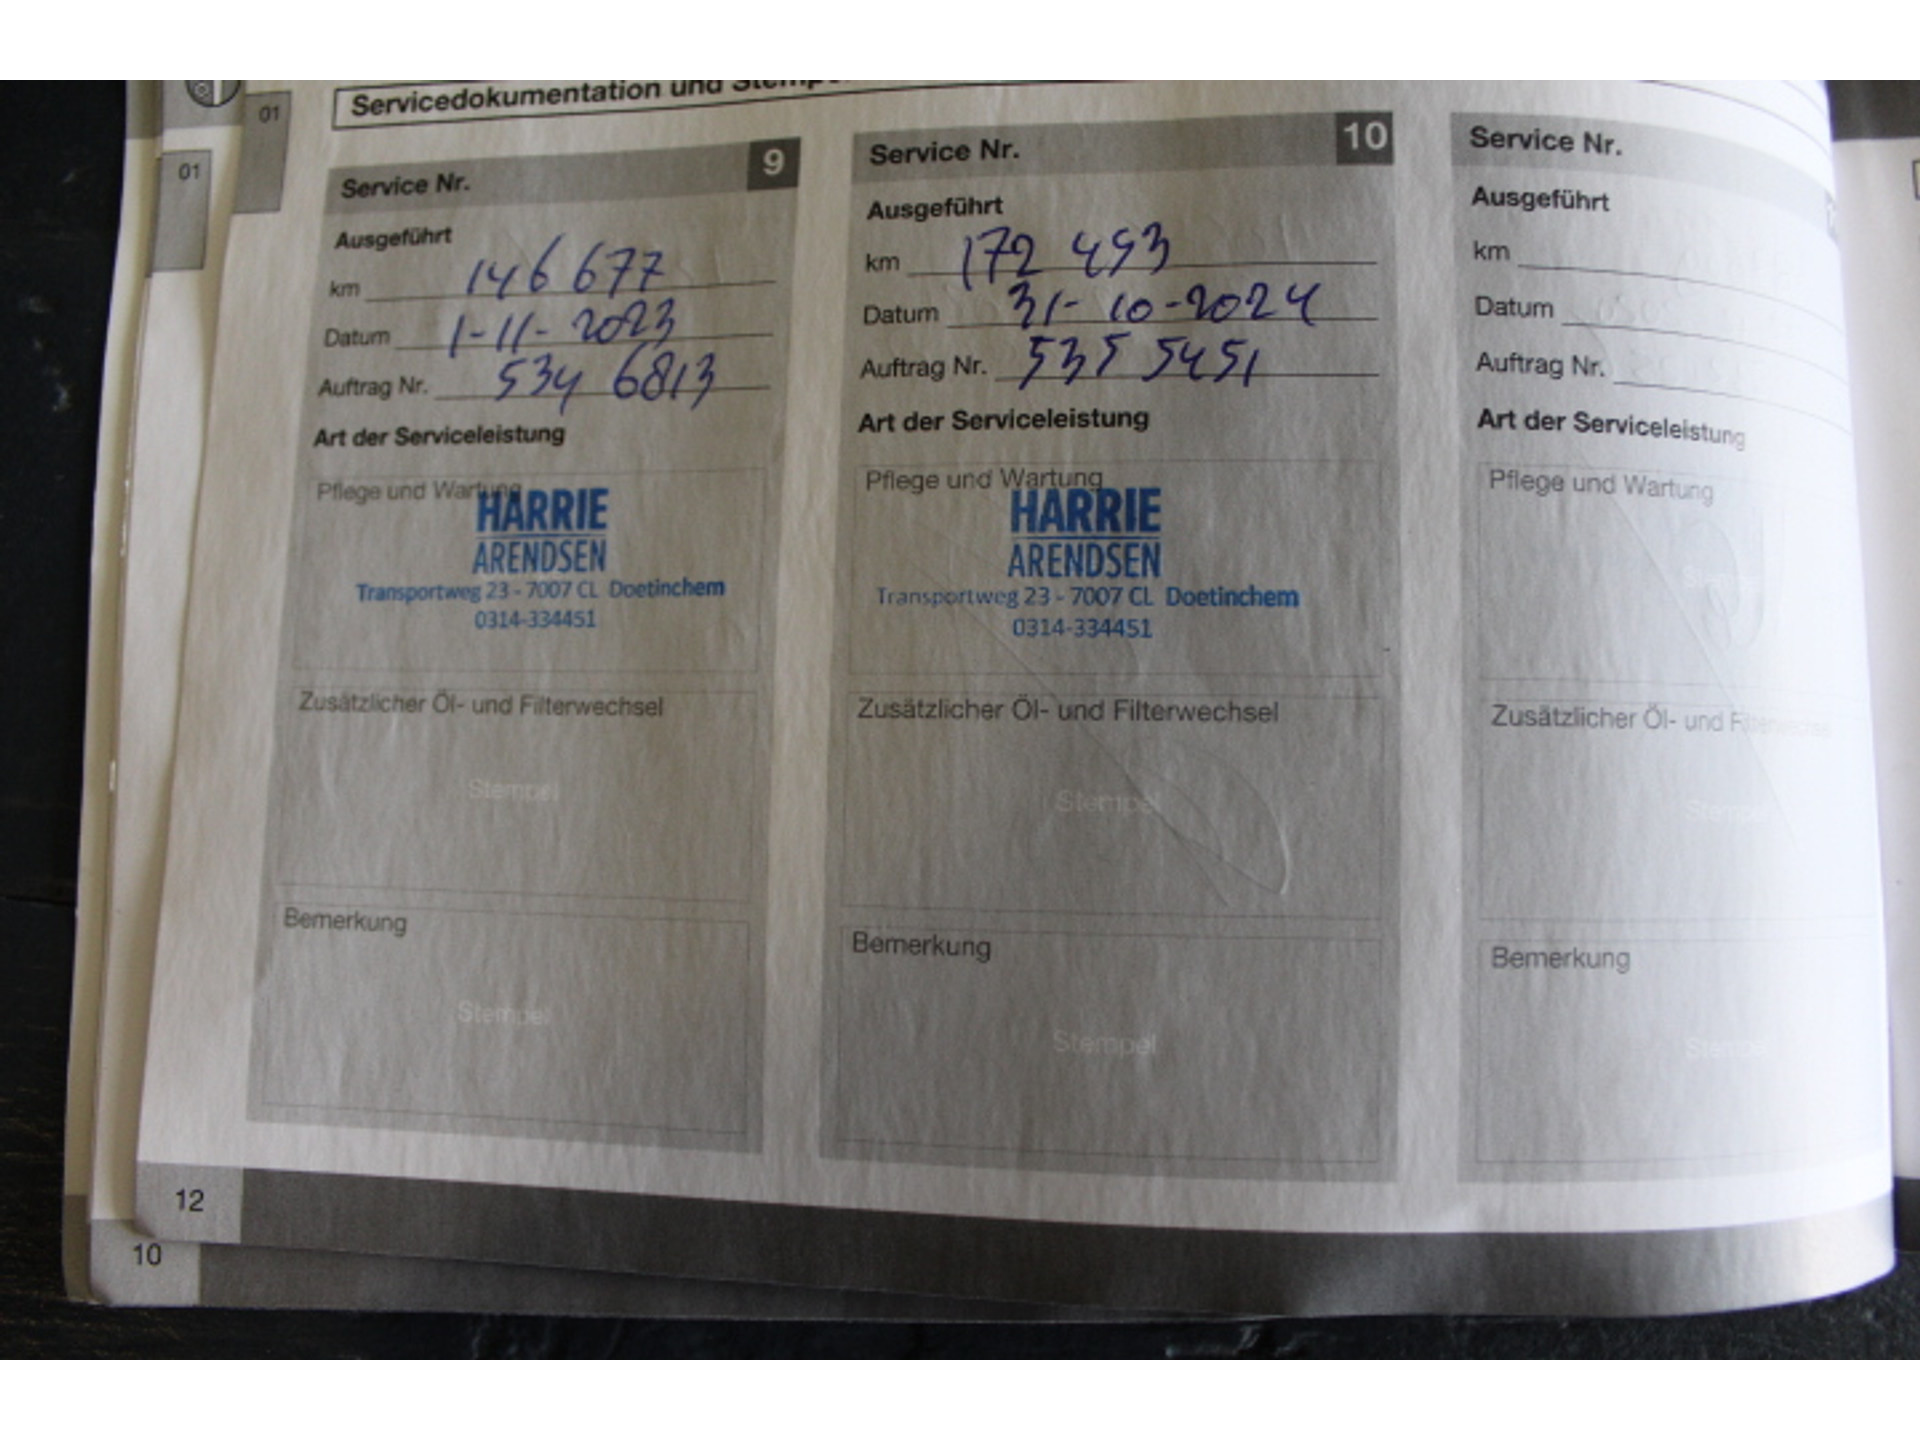 01
01
Servicedokumentation und
Service Nr. 9
Ausgeführt
km 146 677
Datum 1-11-2023
Auftrag Nr. 534 6813
Art der Serviceleistung
Pflege und Wartung
HARRIE
ARENDSEN
Transportweg 23 - 7007 CL Doetinchem
0314-334451
Zusätzlicher Öl- und Filterwechsel
Stempel
Bemerkung
Stempel
Service Nr. 10
Ausgeführt
km 172 453
Datum 31-10-2024
Auftrag Nr. 535 5451
Art der Serviceleistung
Pflege und Wartung
HARRIE
ARENDSEN
Transportweg 23 - 7007 CL Doetinchem
0314-334451
Zusätzlicher Öl- und Filterwechsel
Stempel
Bemerkung
Stempel
Service Nr.
Ausgeführt
km
Datum
Auftrag Nr.
Art der Serviceleistung
Pflege und Wartung
Zusätzlicher Öl- und Filterwechsel
Stempel
Bemerkung
Stempel
12
10